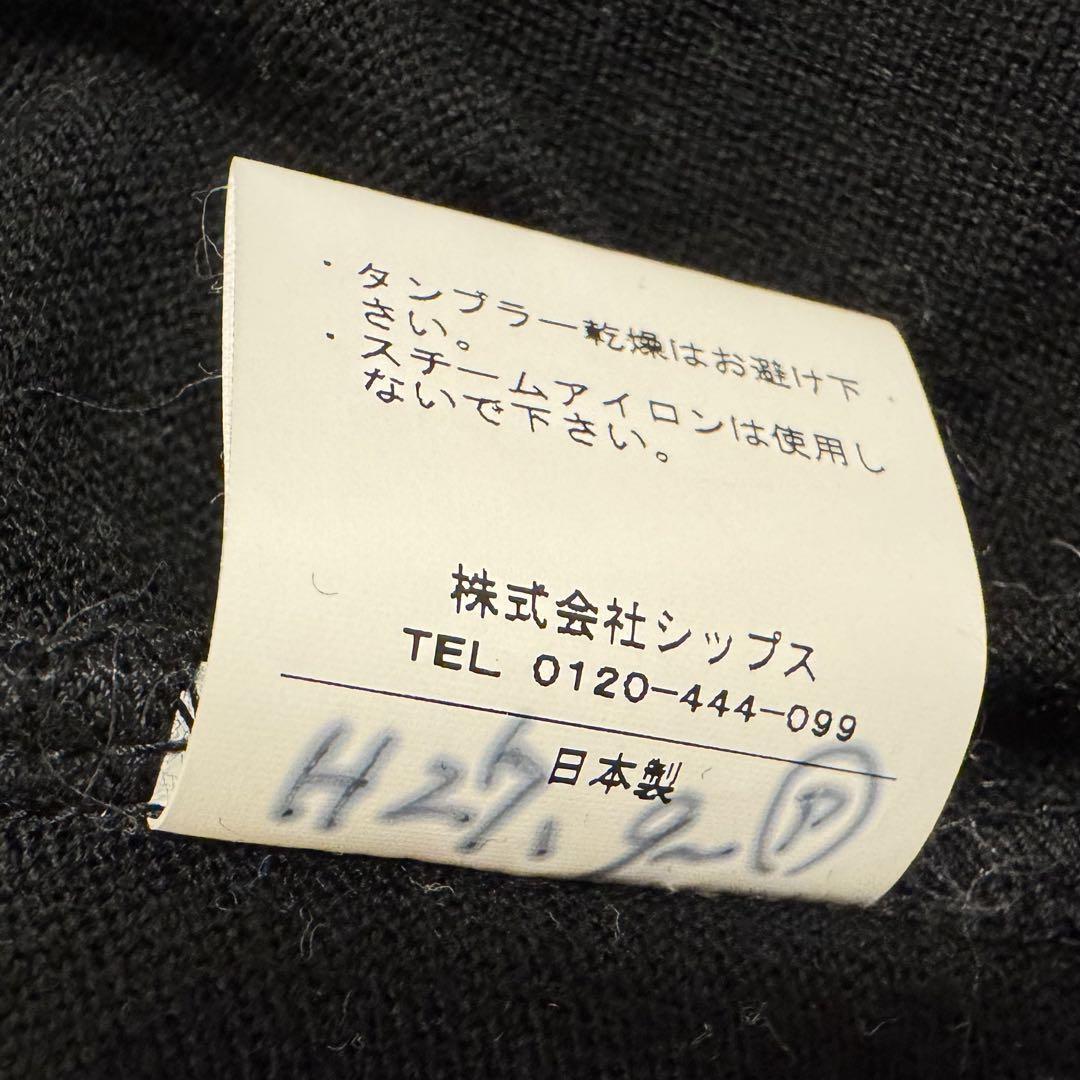 ・タンブラー乾燥はお避け下
さい。
・スチームアイロンは使用し
ないで下さい。
株式会社シップス
TEL 0120-444-099
日本製
H27,9~ Ⓟ